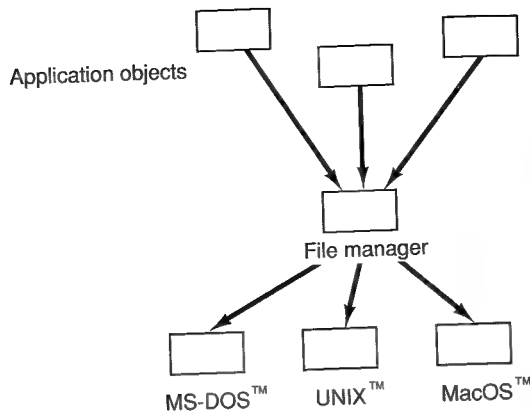 Application objects
File manager
MS-DOS™
UNIX™
MacOS™